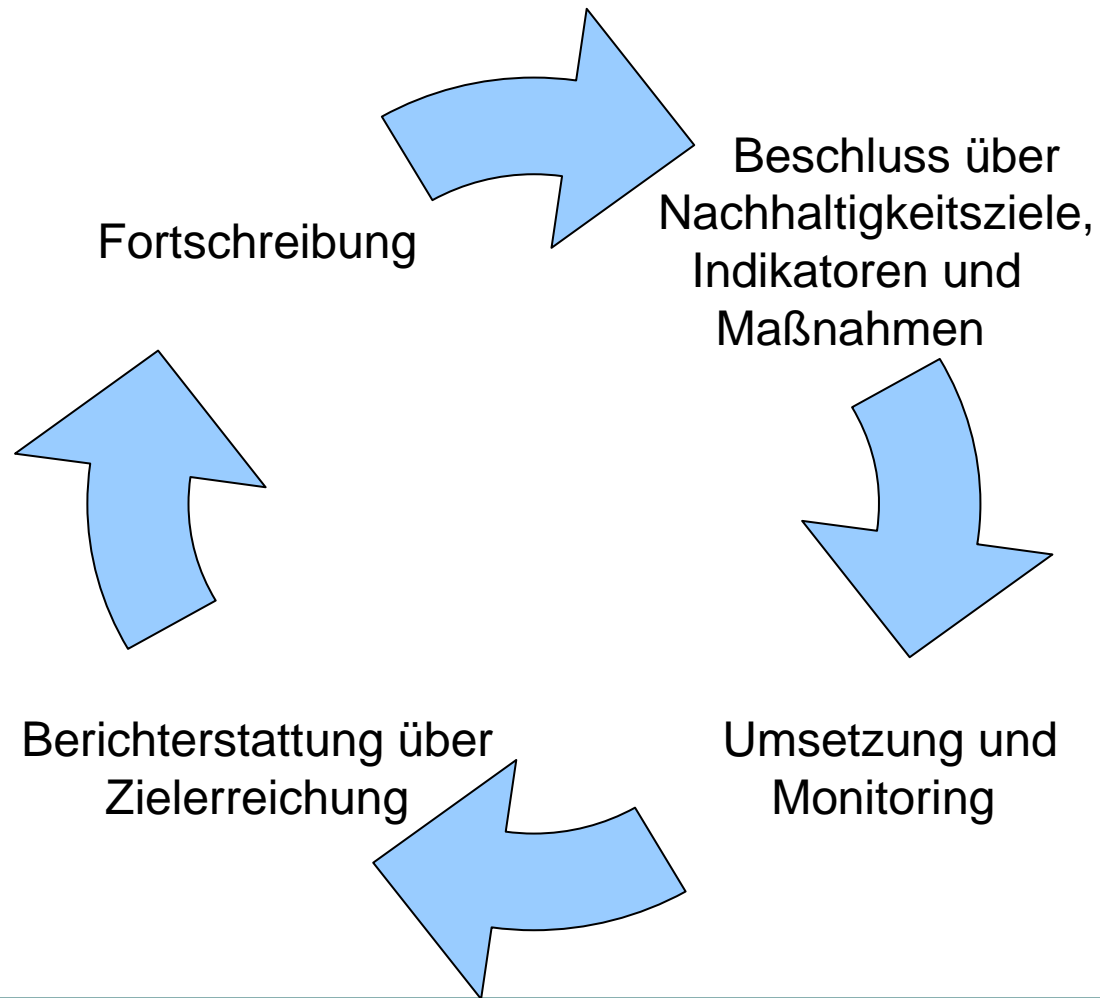 Fortschreibung
Beschluss über
Nachhaltigkeitsziele,
Indikatoren und
Maßnahmen
Umsetzung und
Monitoring
Berichterstattung über
Zielerreichung